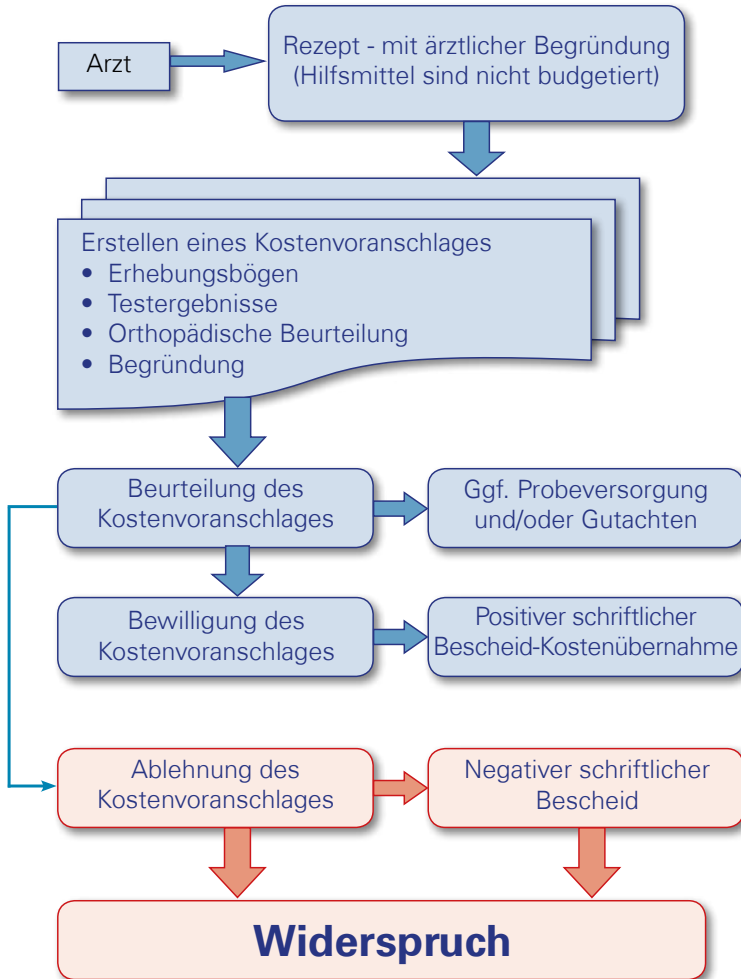 Arzt
Rezept - mit ärztlicher Begründung
(Hilfsmittel sind nicht budgetiert)
Erstellen eines Kostenvoranschlages
• Erhebungsbögen
• Testergebnisse
• Orthopädische Beurteilung
• Begründung
Beurteilung des
Kostenvoranschlages
Ggf. Probeversorgung
und/oder Gutachten
Bewilligung des
Kostenvoranschlages
Positiver schriftlicher
Bescheid-Kostenübernahme
Ablehnung des
Kostenvoranschlages
Negativer schriftlicher
Bescheid
Widerspruch